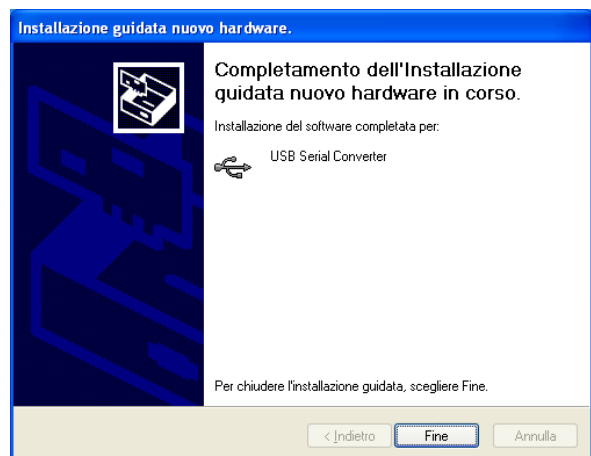 Installazione guidata nuovo hardware.
Completamento dell'Installazione
guidata nuovo hardware in corso.
Installazione del software completata per:
USB Serial Converter
Per chiudere l'installazione guidata, scegliere Fine.
< Indietro
Fine
Annulla